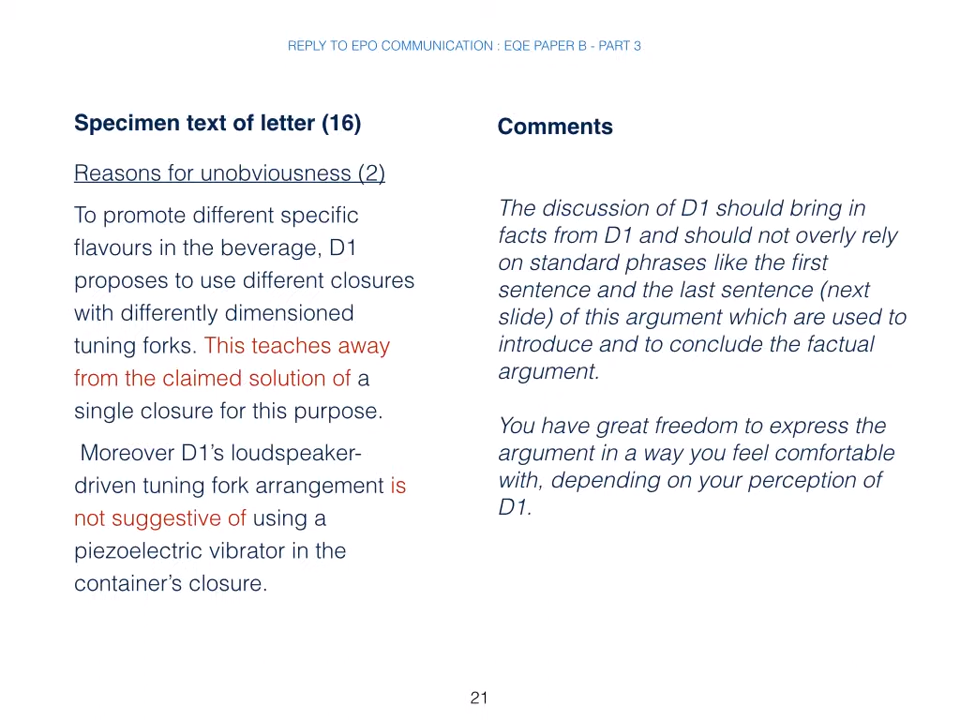 REPLY TO EPO COMMUNICATION : EQE PAPER B - PART 3
Specimen text of letter (16)
Reasons for unobviousness (2)
To promote different specific
flavours in the beverage, D1
proposes to use different closures
with differently dimensioned
tuning forks. This teaches away
from the claimed solution of a
single closure for this purpose.
Moreover D1's loudspeaker-
driven tuning fork arrangement is
not suggestive of using a
piezoelectric vibrator in the
container's closure.
Comments
The discussion of D1 should bring in
facts from D1 and should not overly rely
on standard phrases like the first
sentence and the last sentence (next
slide) of this argument which are used to
introduce and to conclude the factual
argument.
You have great freedom to express the
argument in a way you feel comfortable
with, depending on your perception of
D1.
21